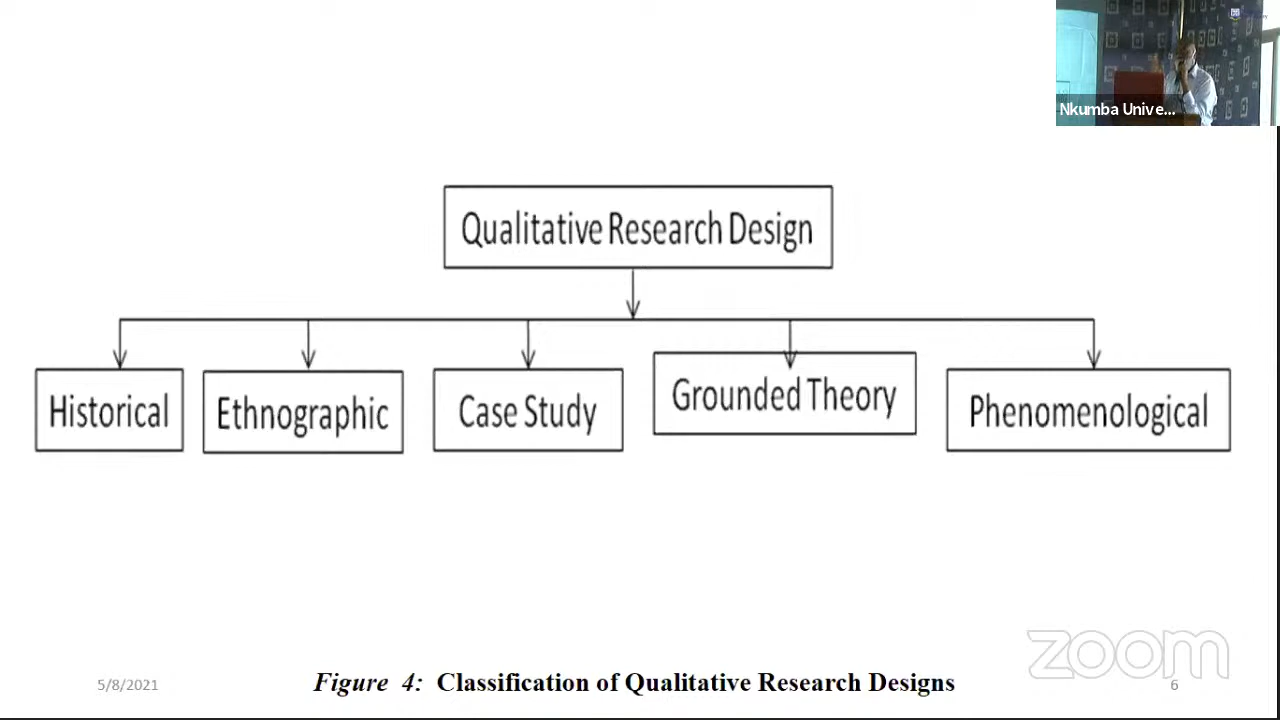 Nkumba Unive...
Qualitative Research Design
Historical
Ethnographic
Case Study
Grounded Theory
Phenomenological
zoom
5/8/2021
Figure 4: Classification of Qualitative Research Designs
6